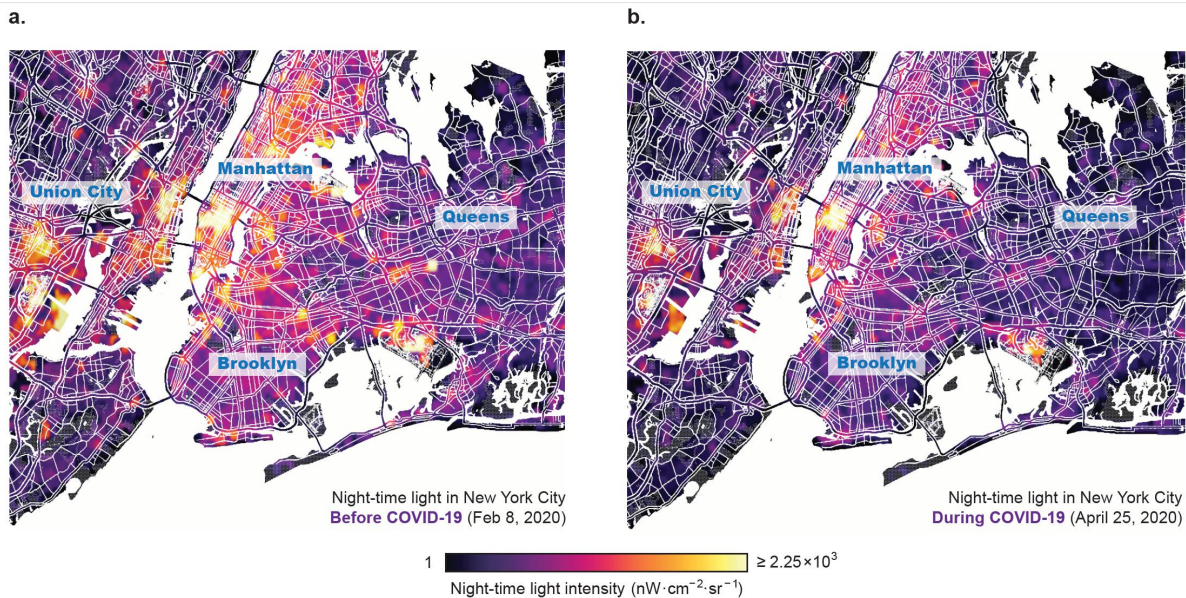 a.
b.
Manhattan
Union City
Queens
Brooklyn
Night-time light in New York City
Before COVID-19 (Feb 8, 2020)
Manhattan
Union City
Queens
Brooklyn
Night-time light in New York City
During COVID-19 (April 25, 2020)
1
≥ 2.25×10³
Night-time light intensity (nW·cm⁻²·sr⁻¹)